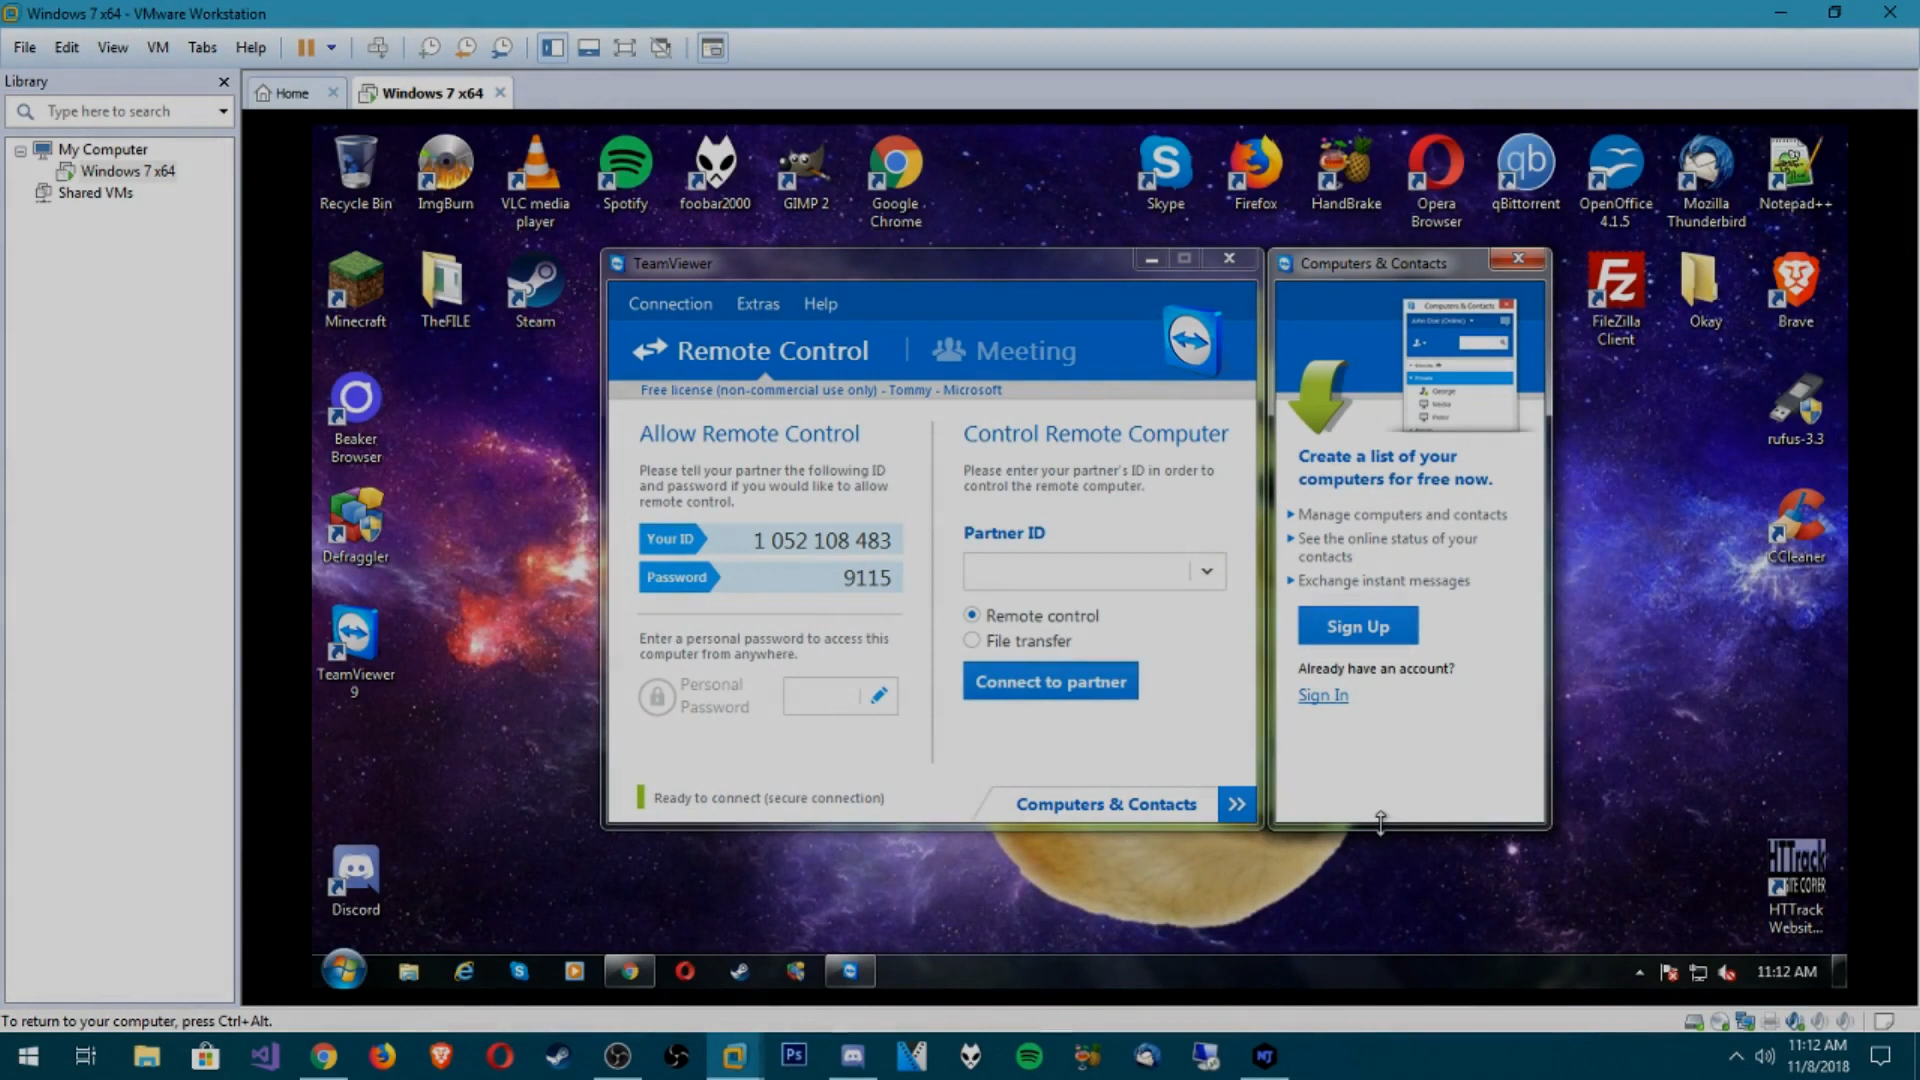 Windows 7 x64 - VMware Workstation
File Edit View VM Tabs Help
Library
Type here to search
My Computer
Windows 7 x64
Shared VMs
Home
Windows 7 x64
Recycle Bin
ImgBurn
VLC media
player
Spotify
foobar2000
GIMP 2
Google
Chrome
Skype
Firefox
HandBrake
Opera
Browser
qb
qBittorrent
OpenOffice
4.1.5
Mozilla
Thunderbird
Notepad++
Minecraft
TheFILE
Steam
FileZilla
Client
Okay
Brave
Beaker
Browser
rufus-3.3
Defraggler
CCleaner
TeamViewer
9
Discord
HTTrack
SITE COPIER
HTTrack
Websit...
TeamViewer
Connection Extras Help
Remote Control
Meeting
Free license (non-commercial use only) - Tommy - Microsoft
Allow Remote Control
Please tell your partner the following ID
and password if you would like to allow
remote control.
Your ID 1 052 108 483
Password 9115
Enter a personal password to access this
computer from anywhere.
Personal
Password
Control Remote Computer
Please enter your partner's ID in order to
control the remote computer.
Partner ID
Remote control
File transfer
Connect to partner
Ready to connect (secure connection)
Computers & Contacts
Computers & Contacts
Computers & Contacts
Create a list of your
computers for free now.
Manage computers and contacts
See the online status of your
contacts
Exchange instant messages
Sign Up
Already have an account?
Sign In
11:12 AM
To return to your computer, press Ctrl+Alt.
Ps
11:12 AM
11/8/2018